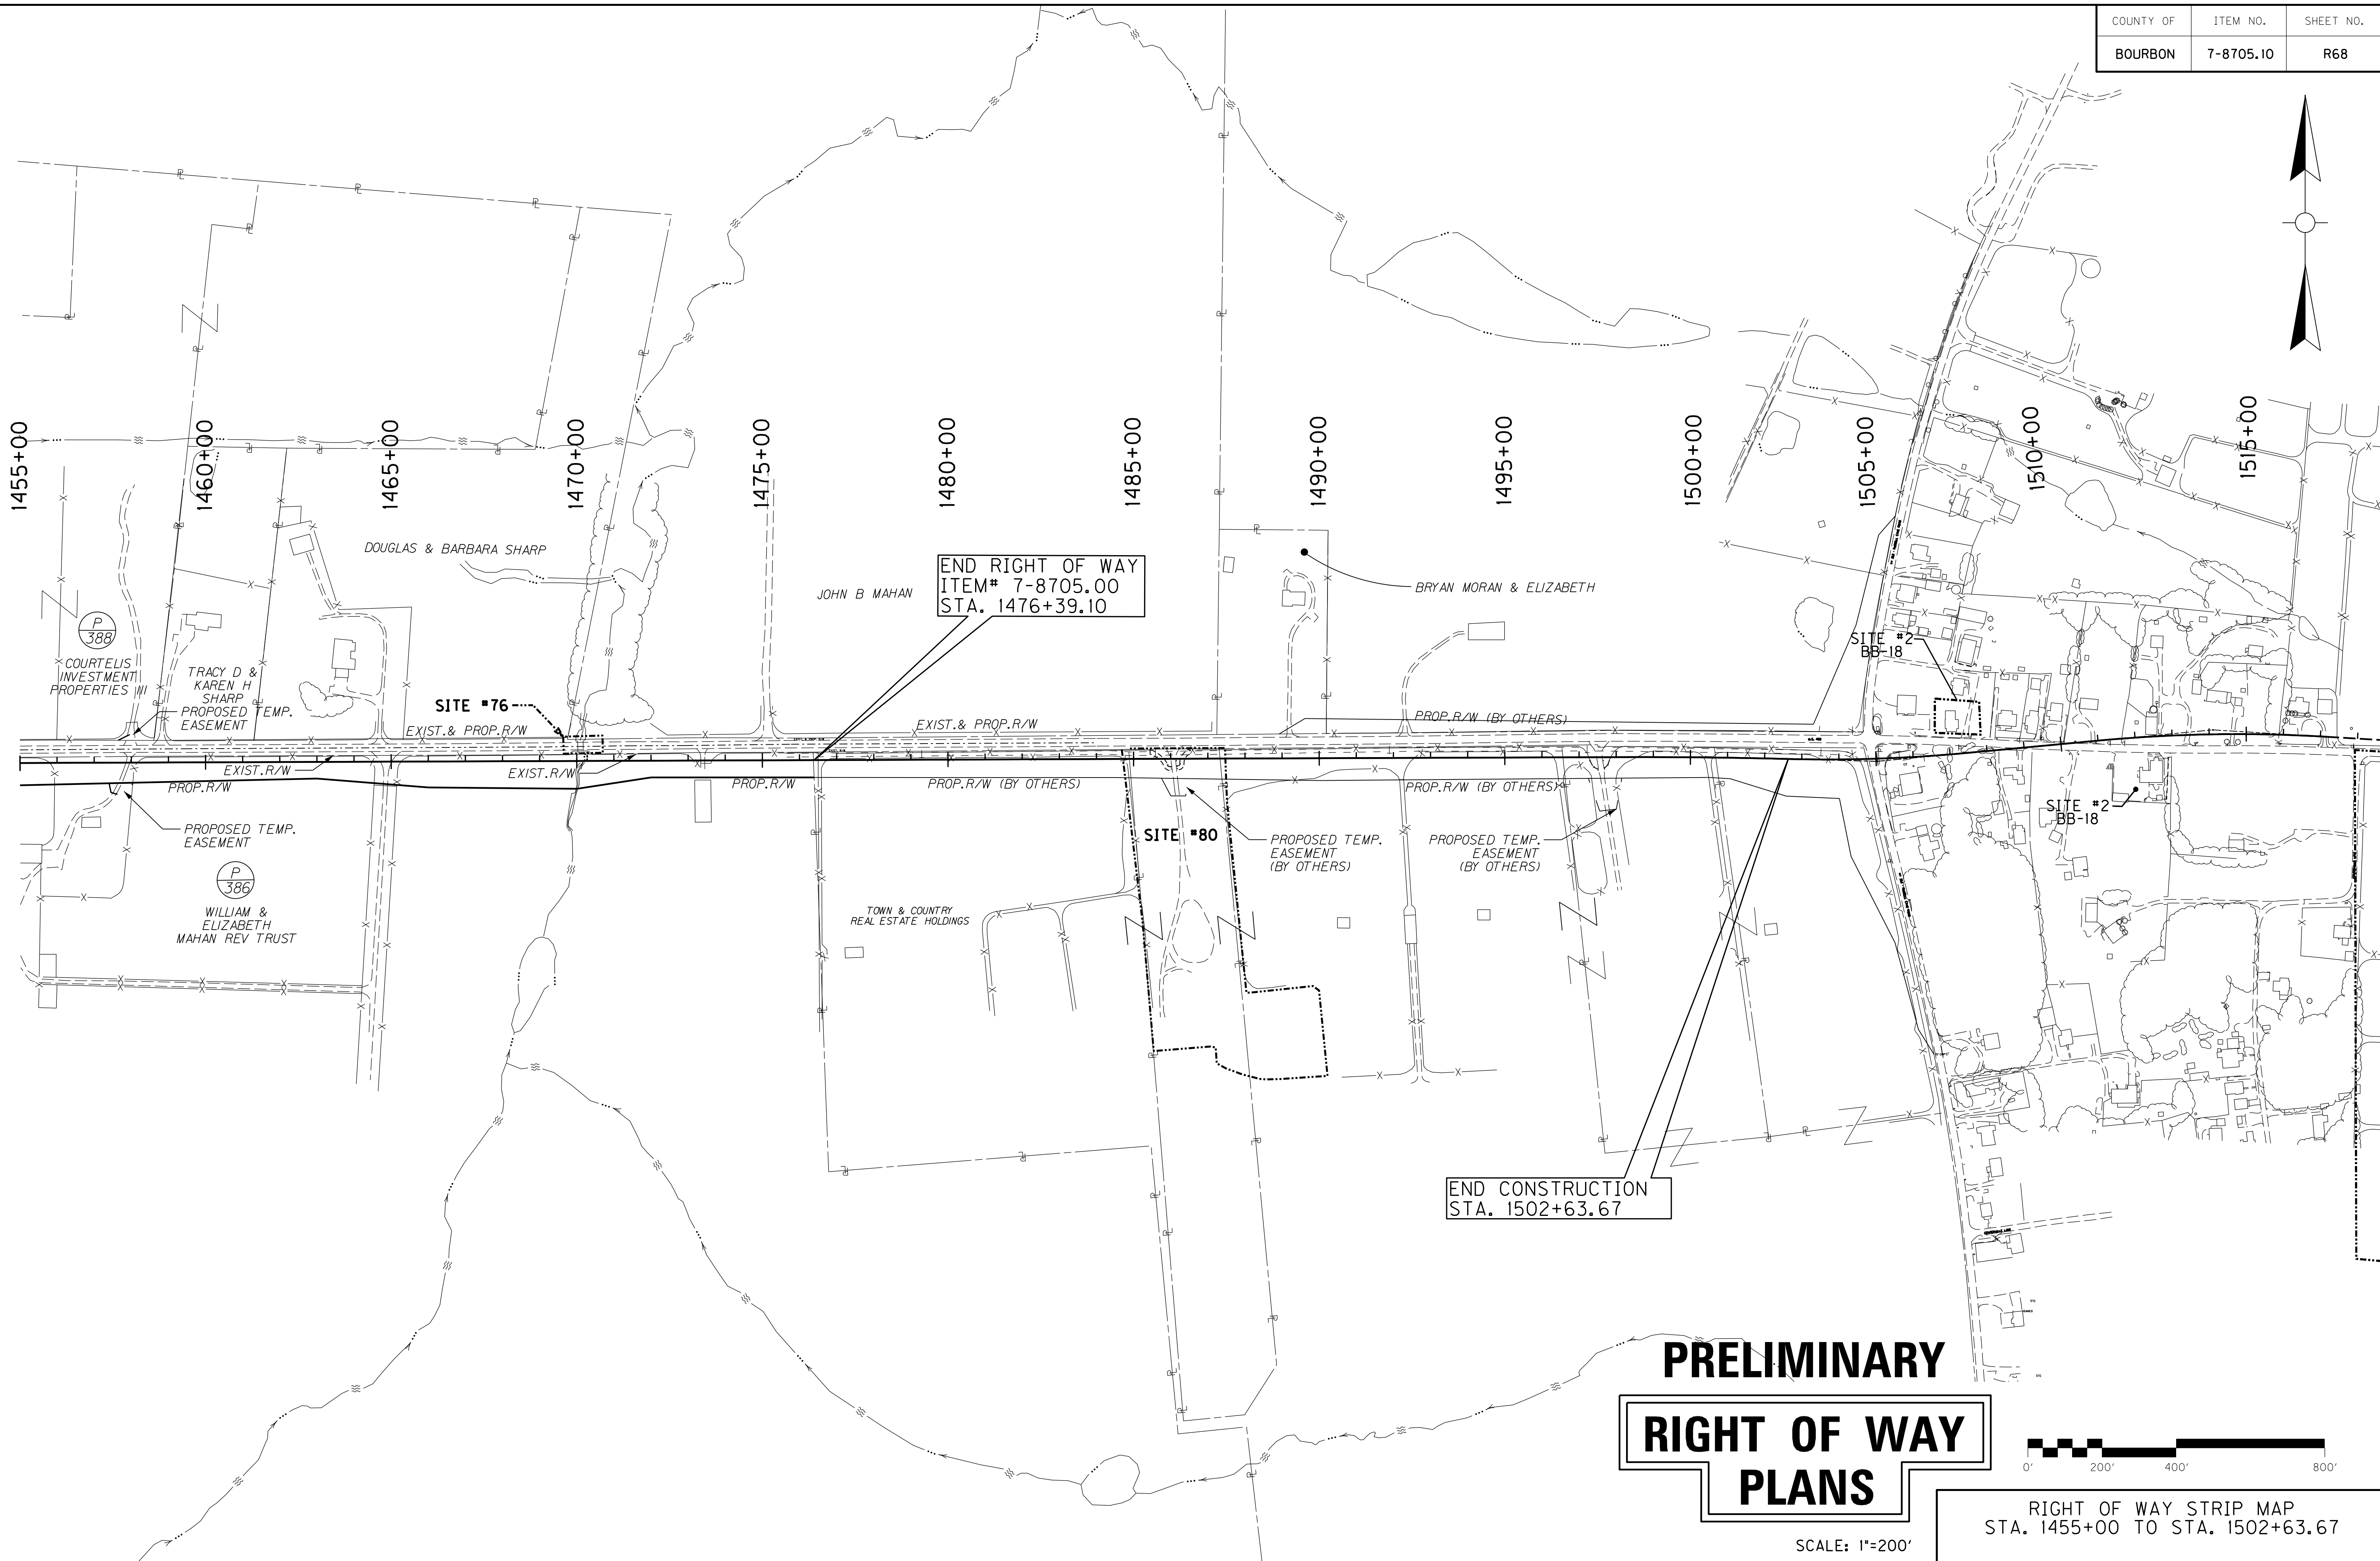 COUNTY OF
ITEM NO.
SHEET NO.
BOURBON
7-8705.10
R68
1455+00
1460+00
1465+00
1470+00
1475+00
1480+00
1485+00
1490+00
1495+00
1500+00
1505+00
1510+00
1515+00
DOUGLAS & BARBARA SHARP
END RIGHT OF WAY
ITEM# 7-8705.00
STA. 1476+39.10
JOHN B MAHAN
BRYAN MORAN & ELIZABETH
P
388
COURTELIS
INVESTMENT
PROPERTIES III
TRACY D &
KAREN H
SHARP
PROPOSED TEMP.
EASEMENT
SITE #76
SITE #2
BB-18
EXIST.& PROP.R/W
EXIST.& PROP.R/W
PROP.R/W (BY OTHERS)
EXIST.R/W
EXIST.R/W
PROP.R/W
PROP.R/W
PROP.R/W (BY OTHERS)
PROP.R/W (BY OTHERS)
PROPOSED TEMP.
EASEMENT
SITE #80
PROPOSED TEMP.
EASEMENT
(BY OTHERS)
PROPOSED TEMP.
EASEMENT
(BY OTHERS)
SITE #2
BB-18
P
386
WILLIAM &
ELIZABETH
MAHAN REV TRUST
TOWN & COUNTRY
REAL ESTATE HOLDINGS
END CONSTRUCTION
STA. 1502+63.67
PRELIMINARY
RIGHT OF WAY
PLANS
0'
200'
400'
800'
SCALE: 1"=200'
RIGHT OF WAY STRIP MAP
STA. 1455+00 TO STA. 1502+63.67